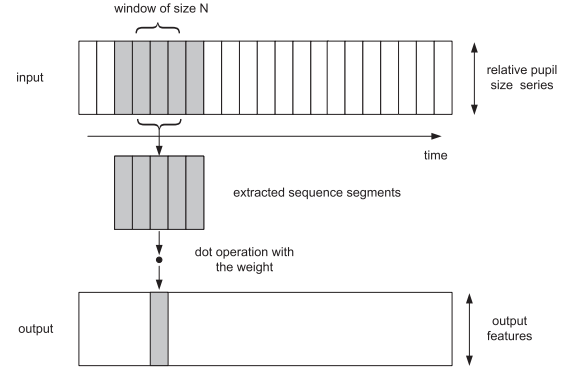 window of size N
input
relative pupil
size series
time
extracted sequence segments
dot operation with
the weight
output
output
features